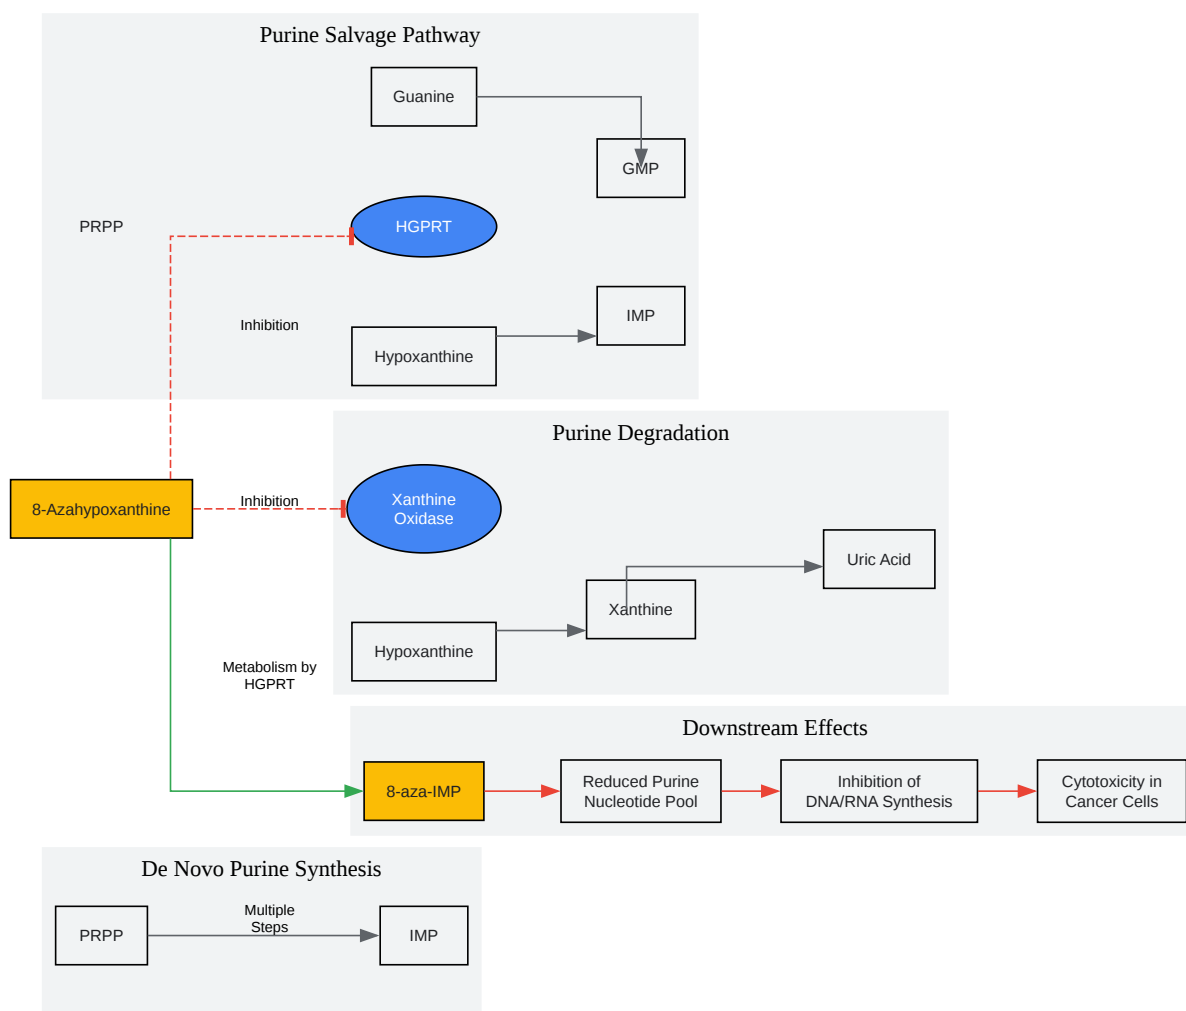 Purine Salvage Pathway
Guanine
GMP
PRPP
HGPRT
IMP
Inhibition
Hypoxanthine
Purine Degradation
Xanthine
Oxidase
8-Azahypoxanthine
Inhibition
Uric Acid
Xanthine
Hypoxanthine
Metabolism by
HGPRT
Downstream Effects
8-aza-IMP
Reduced Purine
Nucleotide Pool
Inhibition of
DNA/RNA Synthesis
Cytotoxicity in
Cancer Cells
De Novo Purine Synthesis
PRPP
Multiple
Steps
IMP